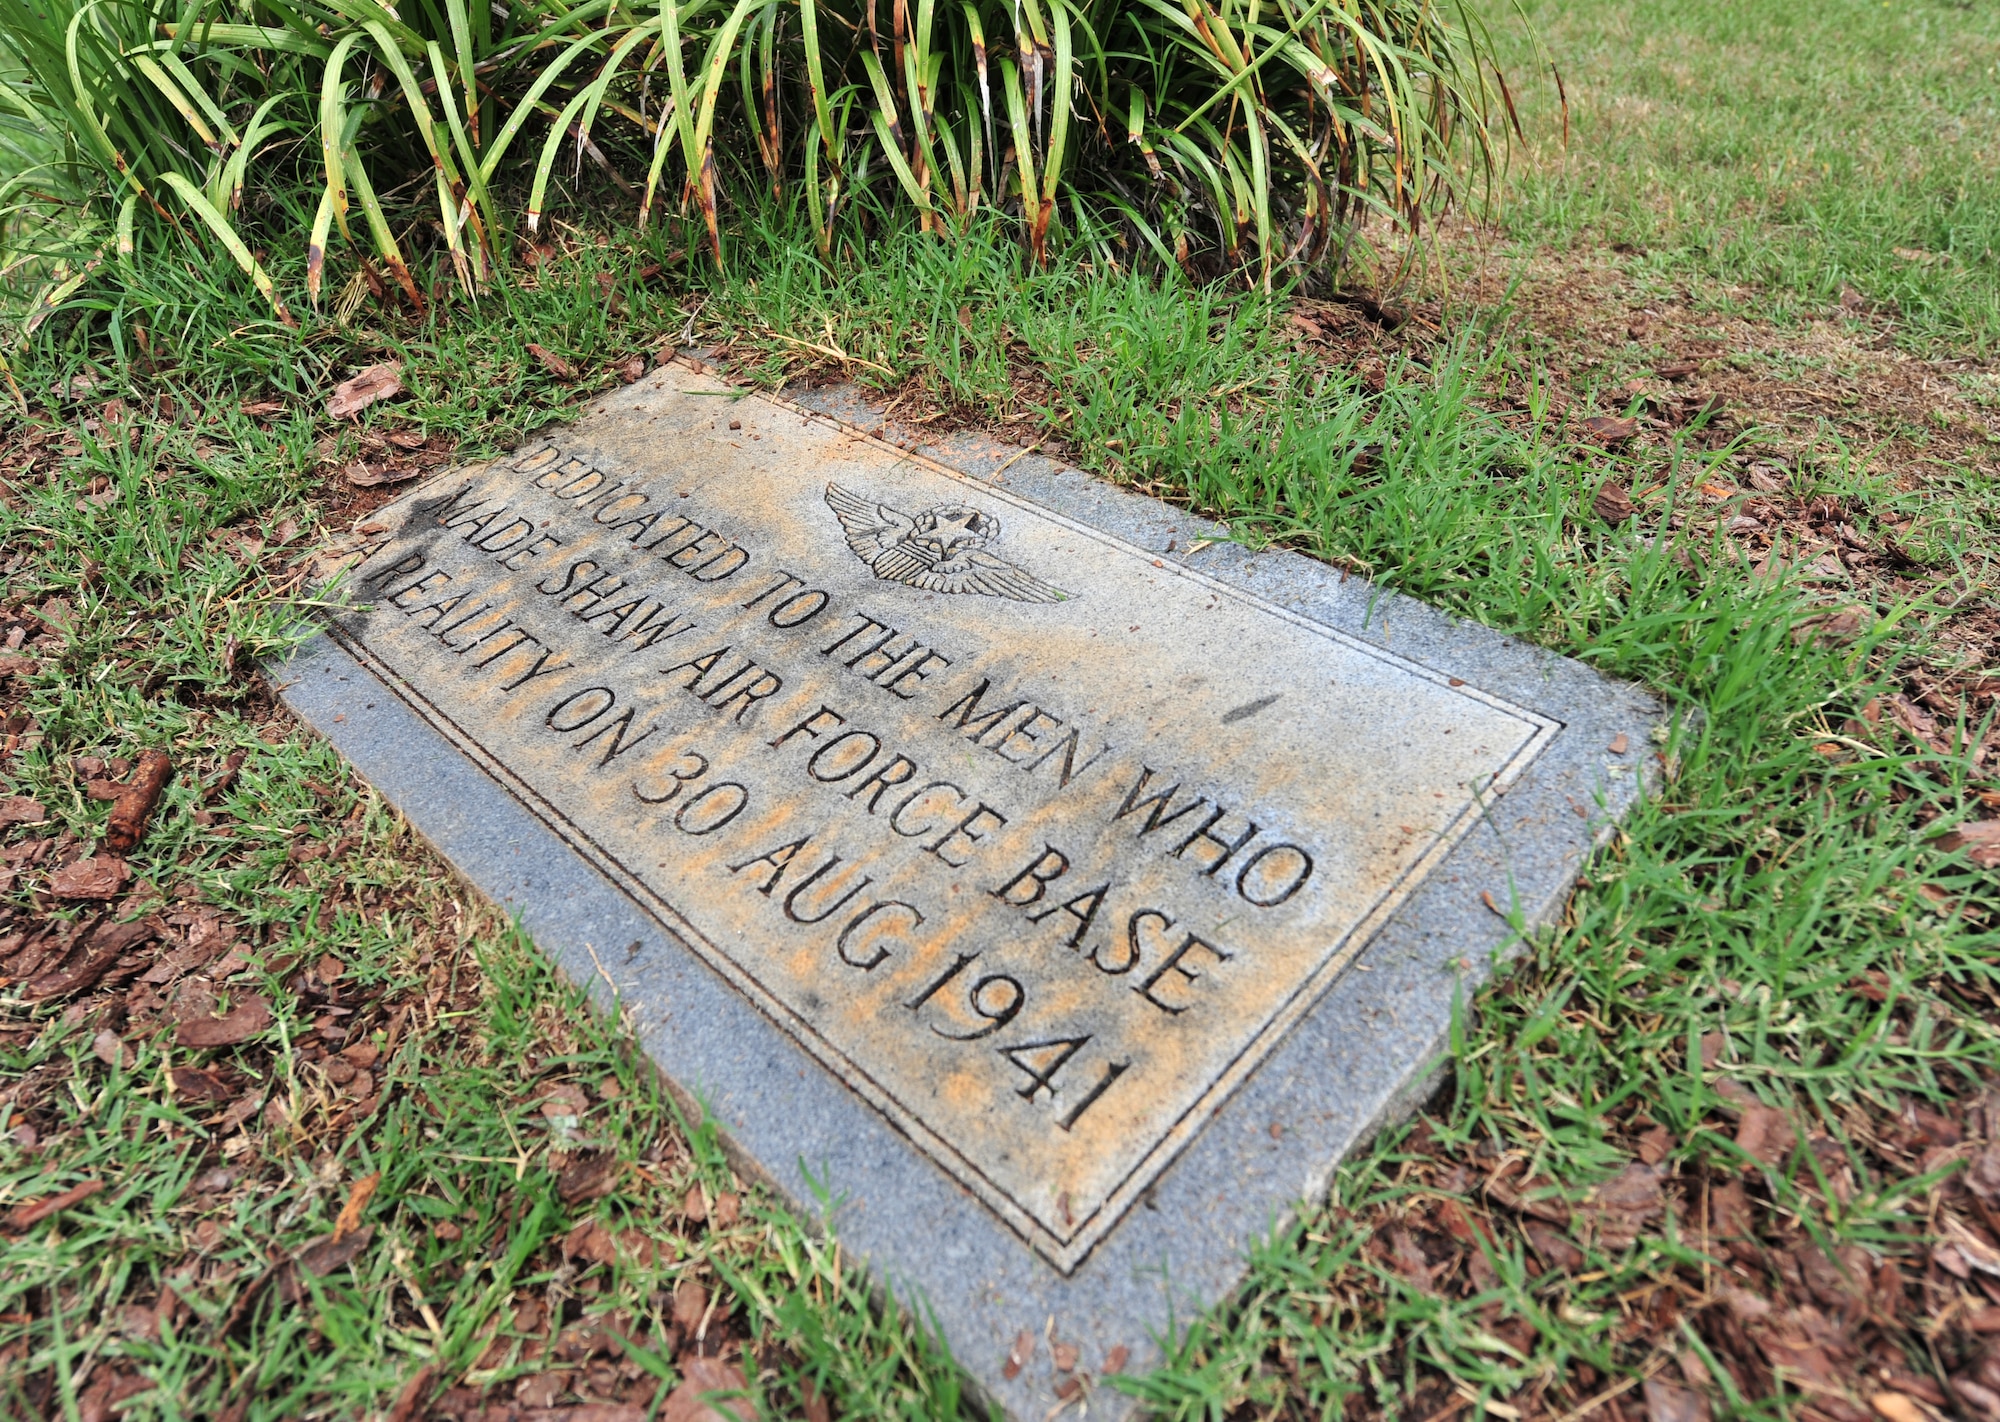 DEDICATED TO THE MEN WHO
MADE SHAW AIR FORCE BASE
A REALITY ON 30 AUG 1941